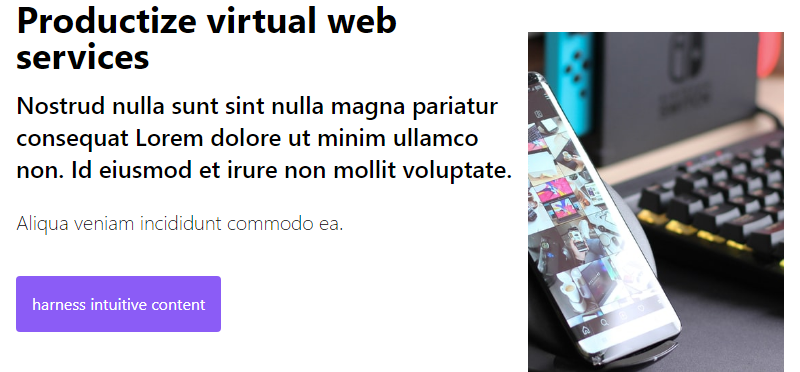 Productize virtual web
services
Nostrud nulla sunt sint nulla magna pariatur
consequat Lorem dolore ut minim ullamco
non. Id eiusmod et irure non mollit voluptate.
Aliqua veniam incididunt commodo ea.
harness intuitive content